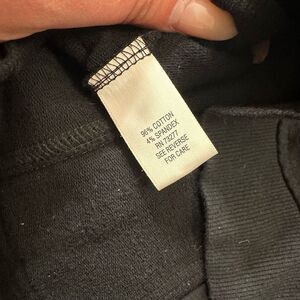 96% COTTON
4% SPANDEX
RN 73277
SEE REVERSE
FOR CARE